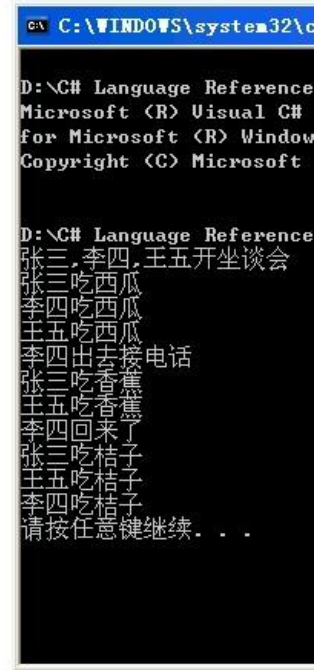 C:\WINDOWS\system32\c
D:\C# Language Reference
Microsoft (R) Visual C#
for Microsoft (R) Window
Copyright (C) Microsoft
D:\C# Language Reference
张三,李四,王五开坐谈会
张三吃西瓜
李四吃西瓜
王五吃西瓜
李四出去接电话
张三吃香蕉
王五吃香蕉
李四回来了
张三吃桔子
王五吃桔子
李四吃桔子
请按任意键继续. . .